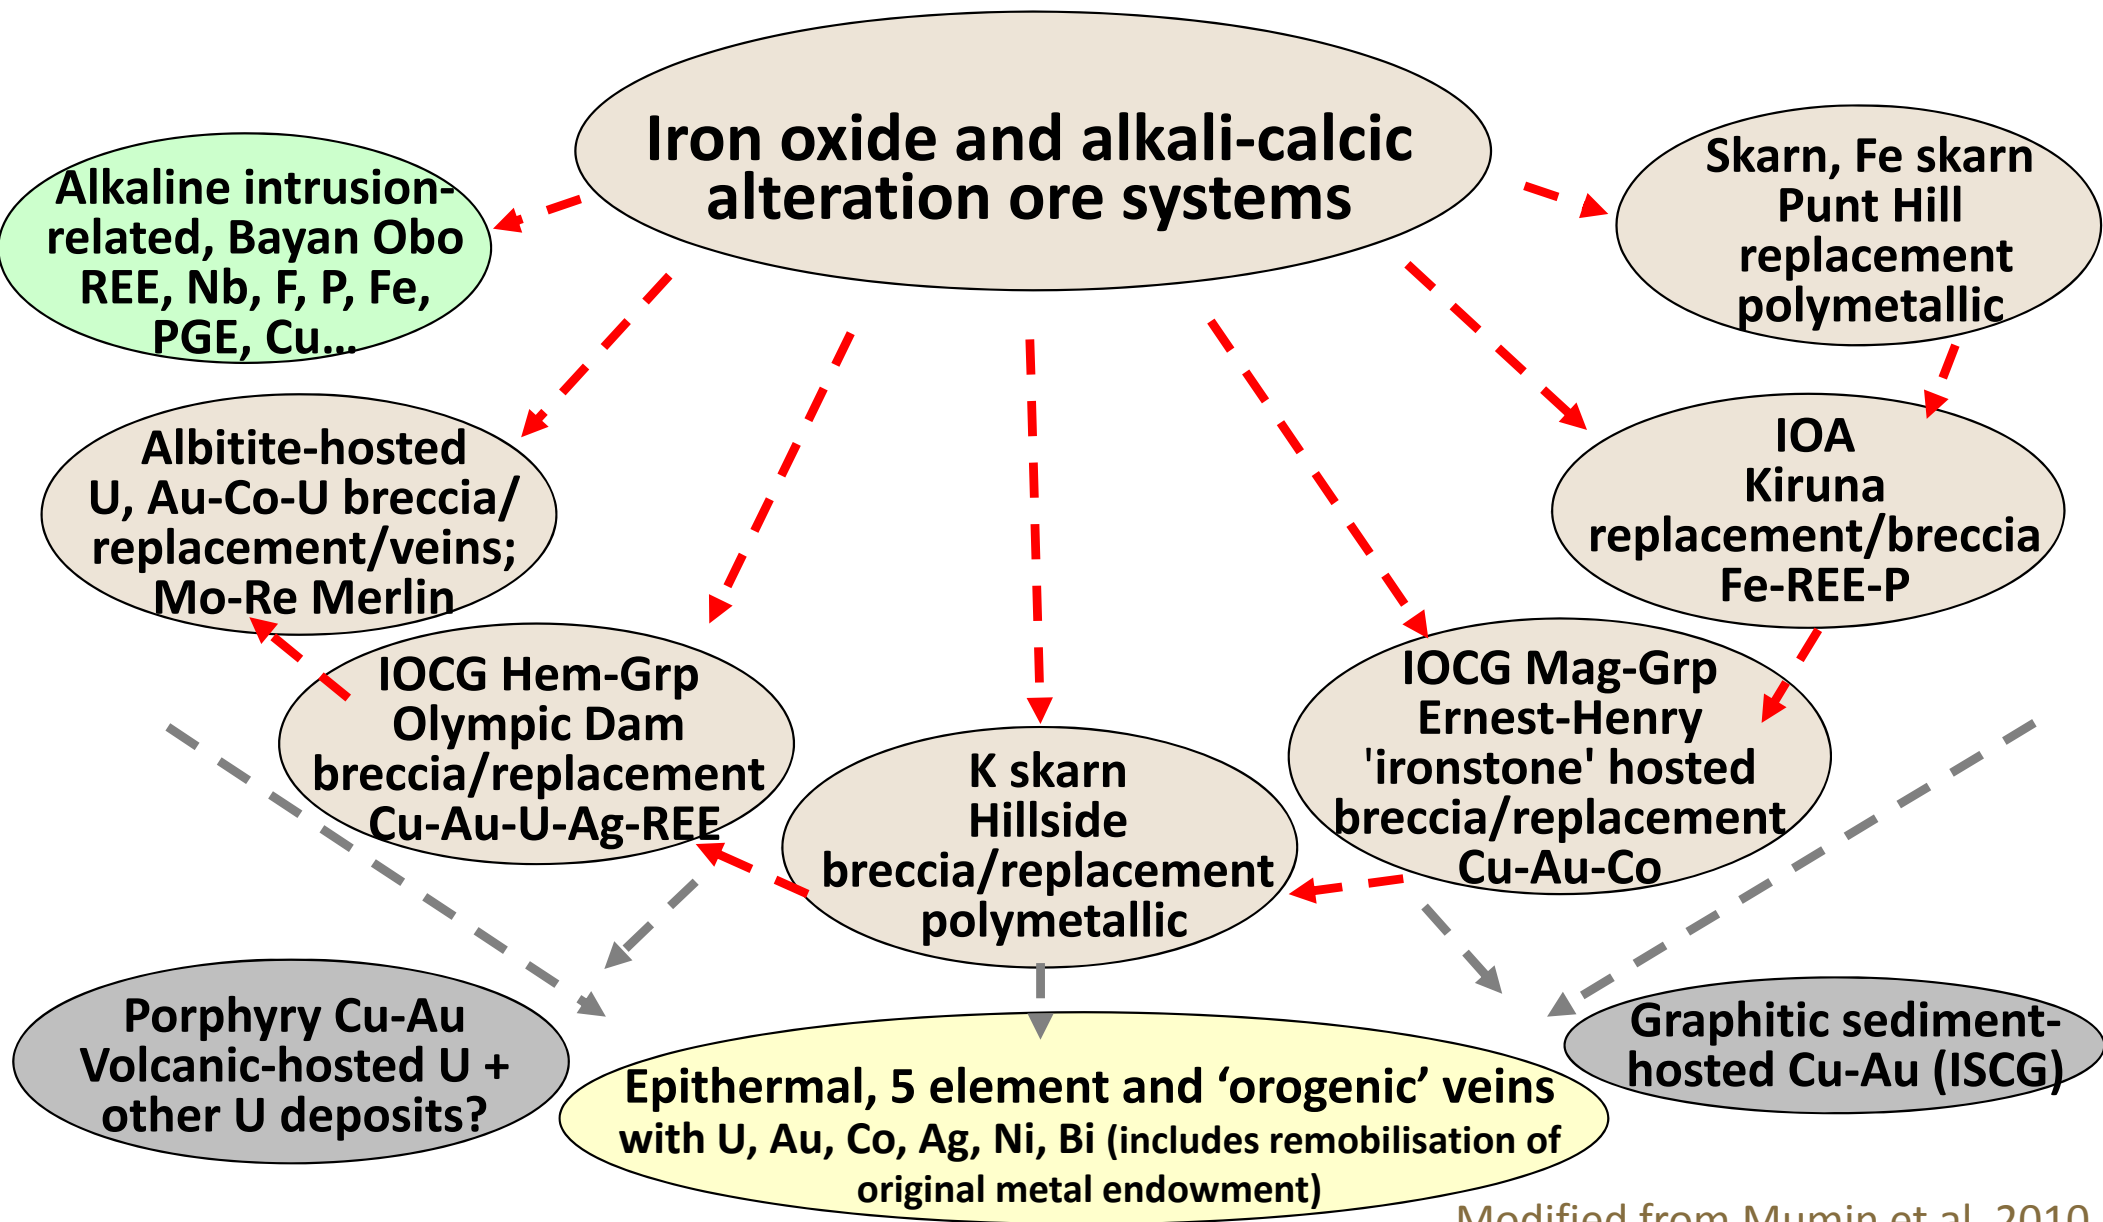 Iron oxide and alkali-calcic
alteration ore systems
Alkaline intrusion-
related, Bayan Obo
REE, Nb, F, P, Fe,
PGE, Cu...
Skarn, Fe skarn
Punt Hill
replacement
polymetallic
Albitite-hosted
U, Au-Co-U breccia/
replacement/veins;
Mo-Re Merlin
IOA
Kiruna
replacement/breccia
Fe-REE-P
IOCG Hem-Grp
Olympic Dam
breccia/replacement
Cu-Au-U-Ag-REE
K skarn
Hillside
breccia/replacement
polymetallic
IOCG Mag-Grp
Ernest-Henry
'ironstone' hosted
breccia/replacement
Cu-Au-Co
Porphyry Cu-Au
Volcanic-hosted U +
other U deposits?
Epithermal, 5 element and ‘orogenic’ veins
with U, Au, Co, Ag, Ni, Bi (includes remobilisation of
original metal endowment)
Graphitic sediment-
hosted Cu-Au (ISCG)
Modified from Mumin et al. 2010